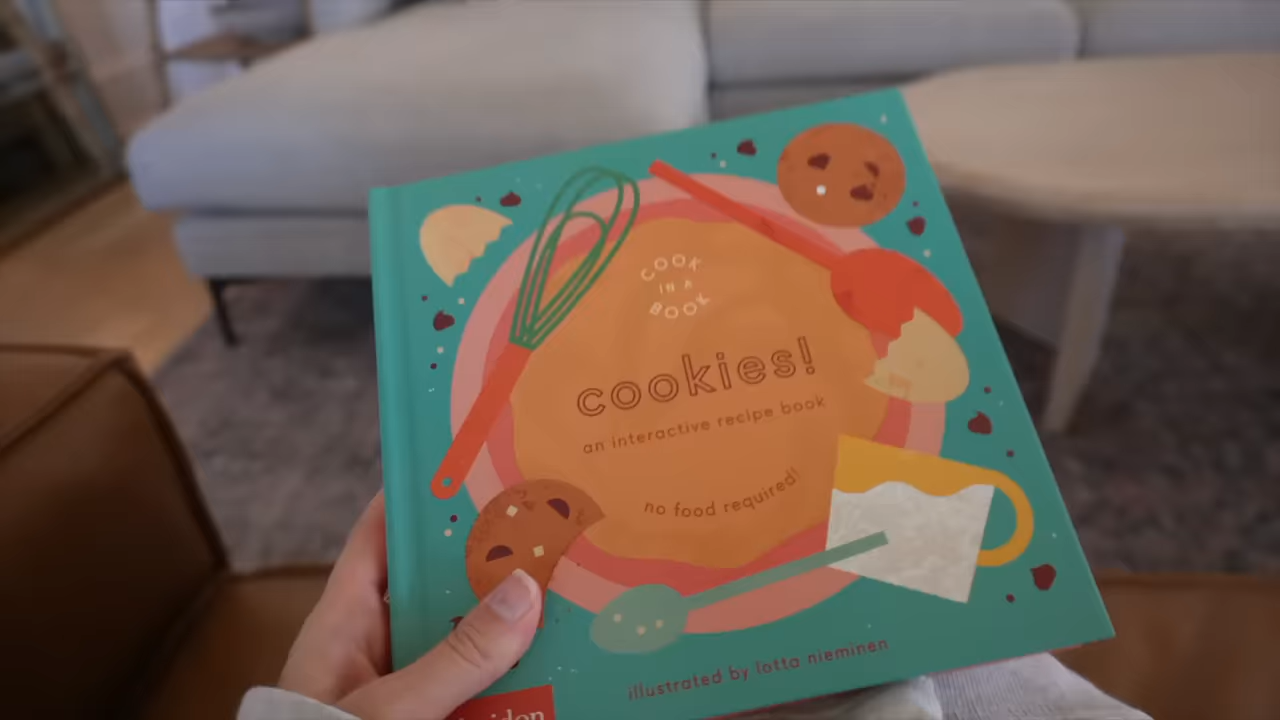 COOK
IN A
BOOK
cookies!
an interactive recipe book
no food required!
illustrated by lotta nieminen